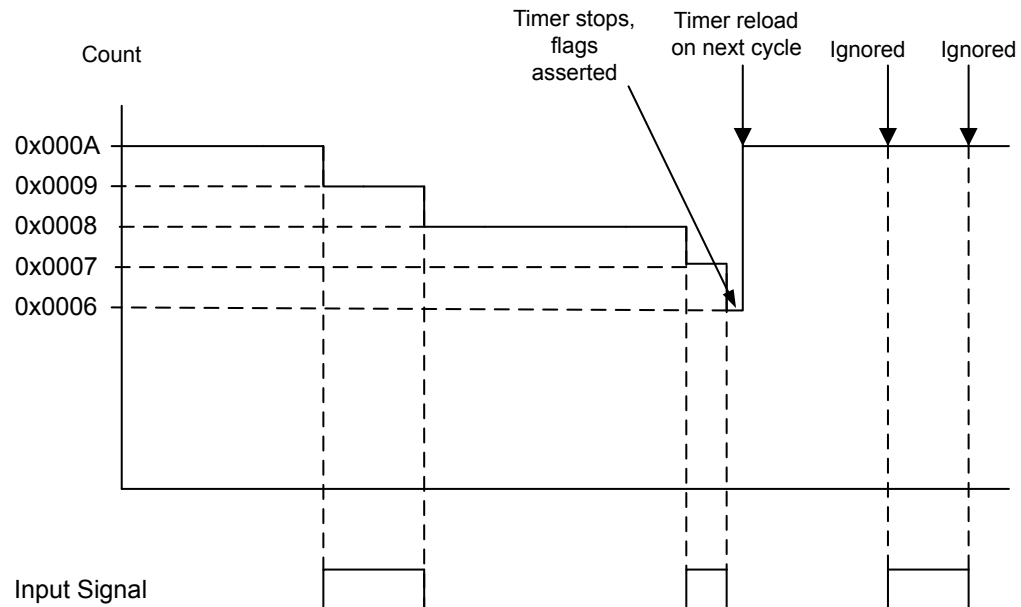 Timer stops,
flags
asserted
Timer reload
on next cycle
Ignored
Ignored
Count
0x000A
0x0009
0x0008
0x0007
0x0006
Input Signal